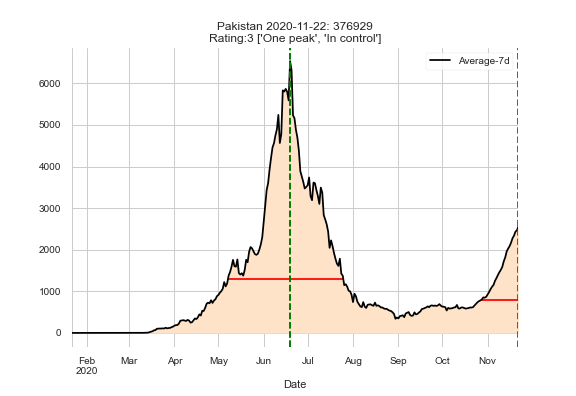 Pakistan 2020-11-22: 376929
Rating:3 ['One peak', 'In control']
Average-7d
6000
5000
4000
3000
2000
1000
0
Feb Mar Apr May Jun Jul Aug Sep Oct Nov
2020
Date